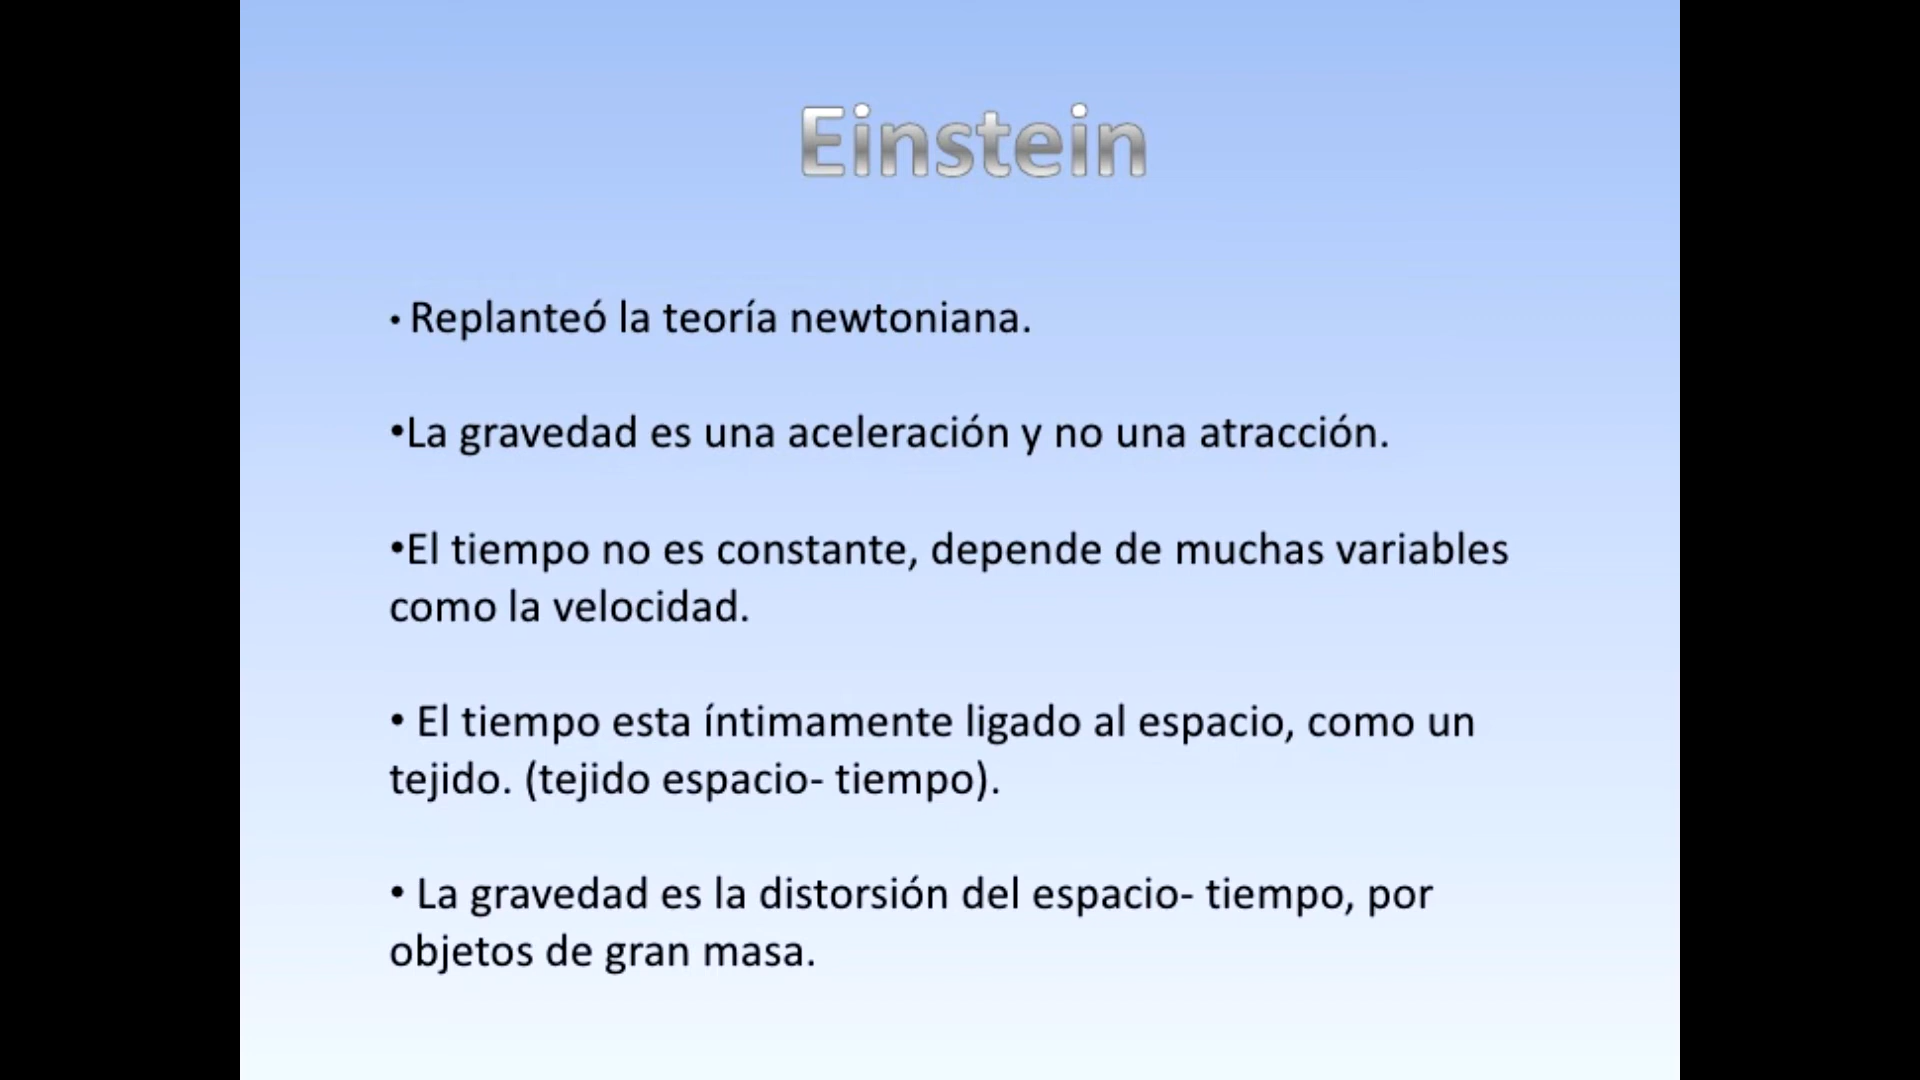 Einstein
• Replanteó la teoría newtoniana.
•La gravedad es una aceleración y no una atracción.
•El tiempo no es constante, depende de muchas variables
como la velocidad.
• El tiempo esta íntimamente ligado al espacio, como un
tejido. (tejido espacio- tiempo).
• La gravedad es la distorsión del espacio- tiempo, por
objetos de gran masa.